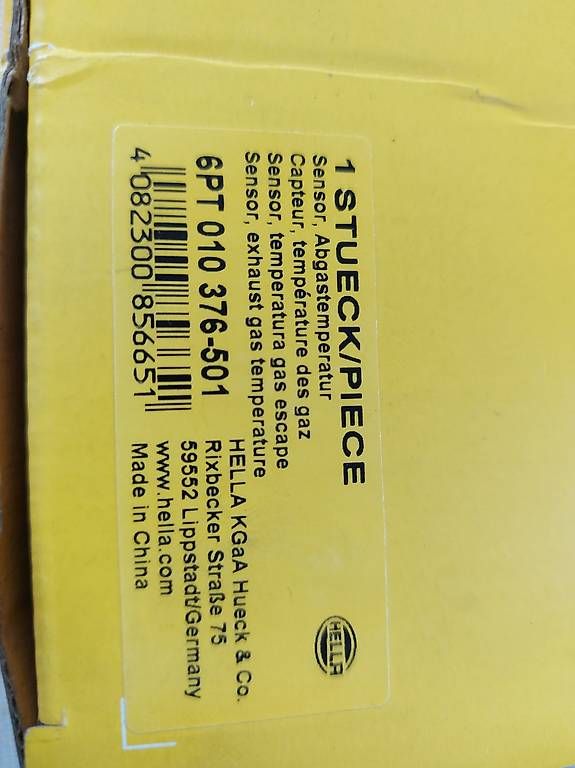 1 STUECK/PIECE
Sensor, Abgastemperatur
Capteur, température des gaz
Sensor, temperatura gas escape
Sensor, exhaust gas temperature
6PT 010 376-501
4 082300 856651
HELLA KGaA Hueck & Co.
Rixbecker Straße 75
59552 Lippstadt/Germany
www.hella.com
Made in China
HELLA